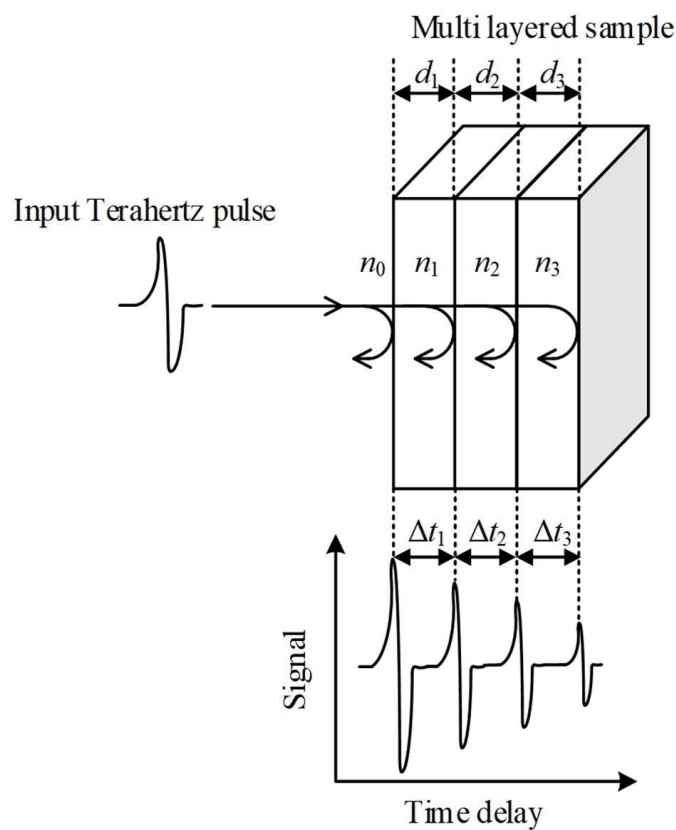 Multi layered sample
d₁ d₂ d₃
Input Terahertz pulse
n₀ n₁ n₂ n₃
Δt₁ Δt₂ Δt₃
Signal
Time delay